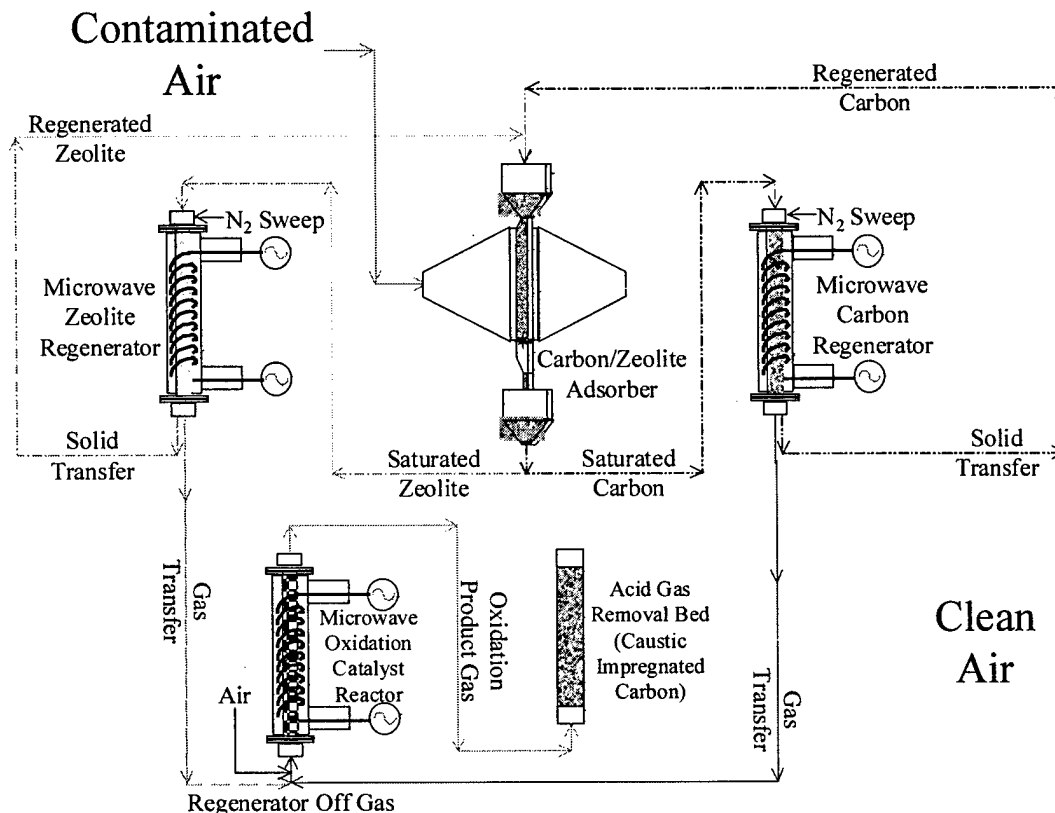 Contaminated
Air
Regenerated
Carbon
Regenerated
Zeolite
N₂ Sweep
N₂ Sweep
Microwave
Zeolite
Regenerator
Microwave
Carbon
Regenerator
Carbon/Zeolite
Adsorber
Solid
Transfer
Saturated
Zeolite
Saturated
Carbon
Solid
Transfer
Gas
Transfer
Microwave
Oxidation
Catalyst
Reactor
Oxidation
Product Gas
Acid Gas
Removal Bed
(Caustic
Impregnated
Carbon)
Clean
Air
Gas
Transfer
Air
Regenerator Off Gas